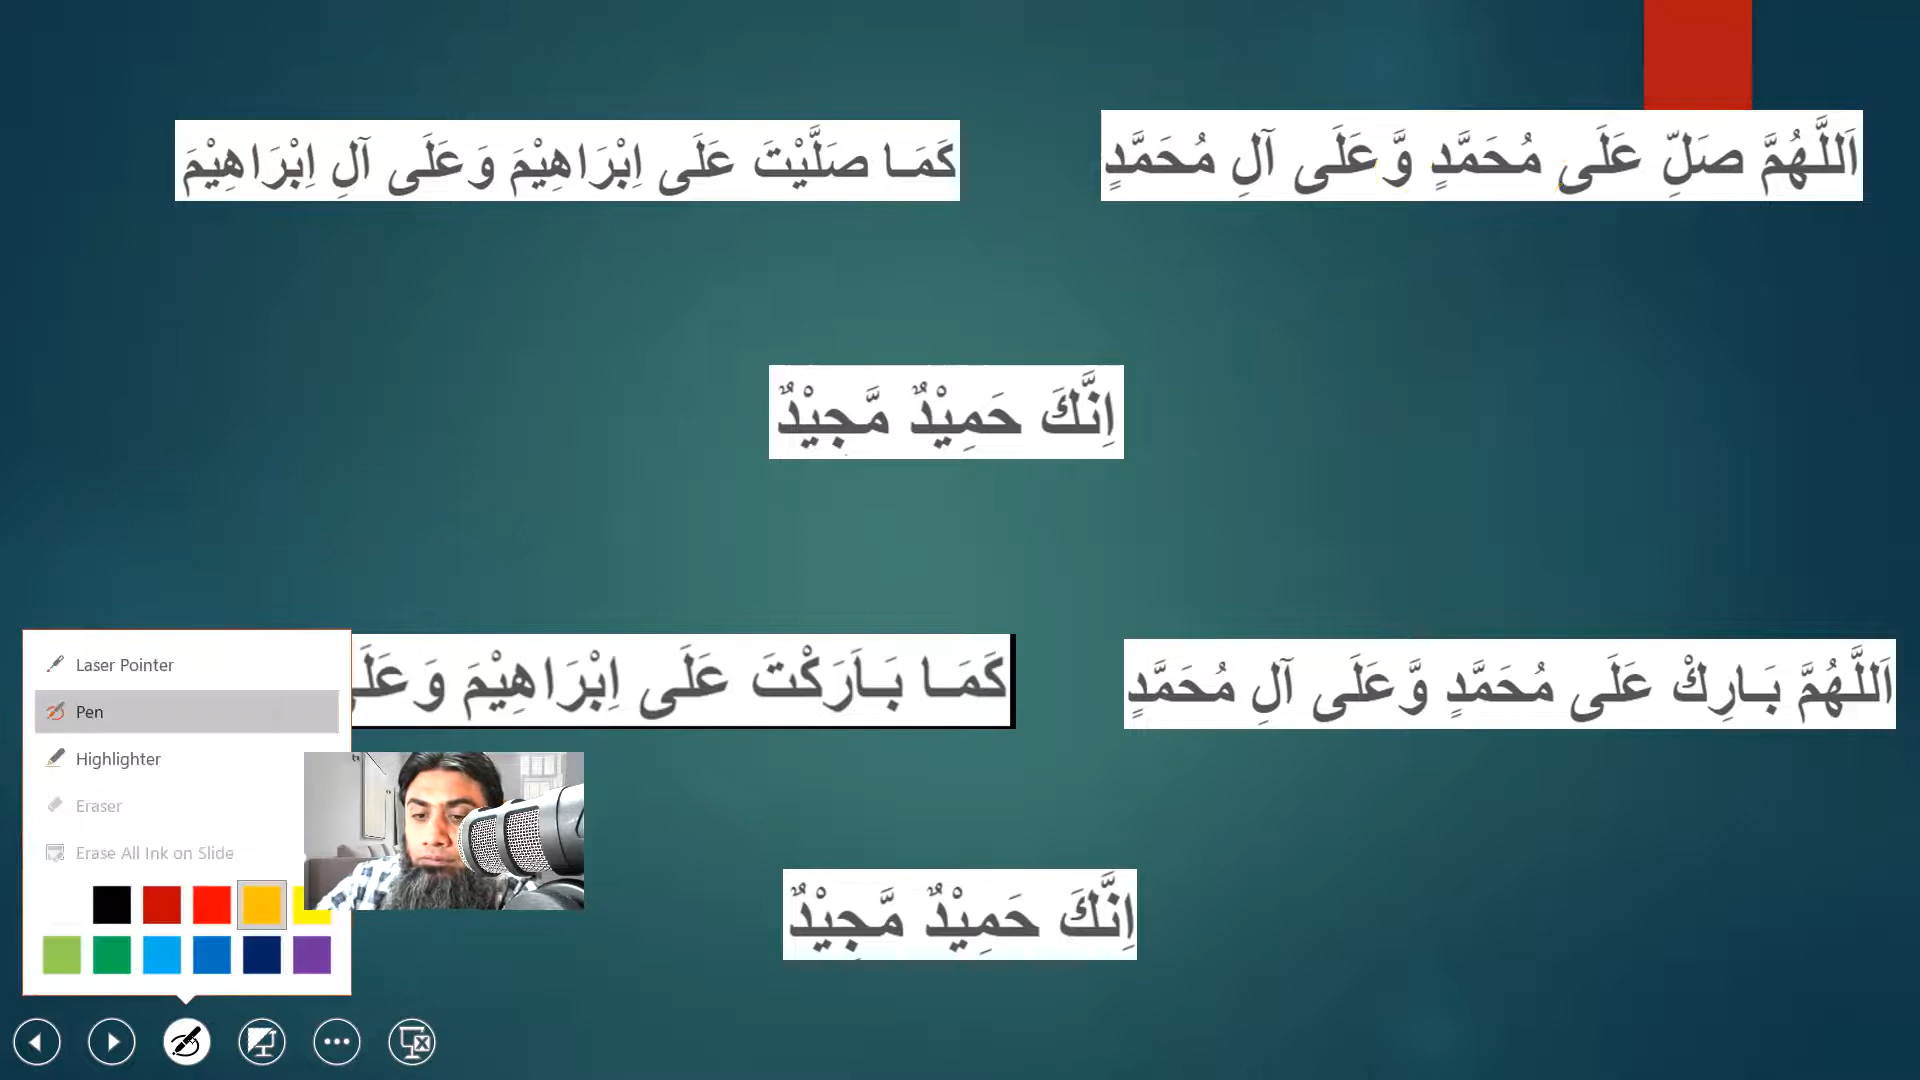 اَللَّهُمَّ صَلِّ عَلَى مُحَمَّدٍ وَّعَلَى آلِ مُحَمَّدٍ
كَمَا صَلَّيْتَ عَلَى اِبْرَاهِيْمَ وَعَلَى آلِ اِبْرَاهِيْمَ
اِنَّكَ حَمِيْدٌ مَّجِيْدٌ
اَللَّهُمَّ بَارِكْ عَلَى مُحَمَّدٍ وَّعَلَى آلِ مُحَمَّدٍ
كَمَا بَاَرَكْتَ عَلَى اِبْرَاهِيْمَ
اِنَّكَ حَمِيْدٌ مَّجِيْدٌ
Laser Pointer
Pen
Highlighter
Eraser
Erase All Ink on Slide